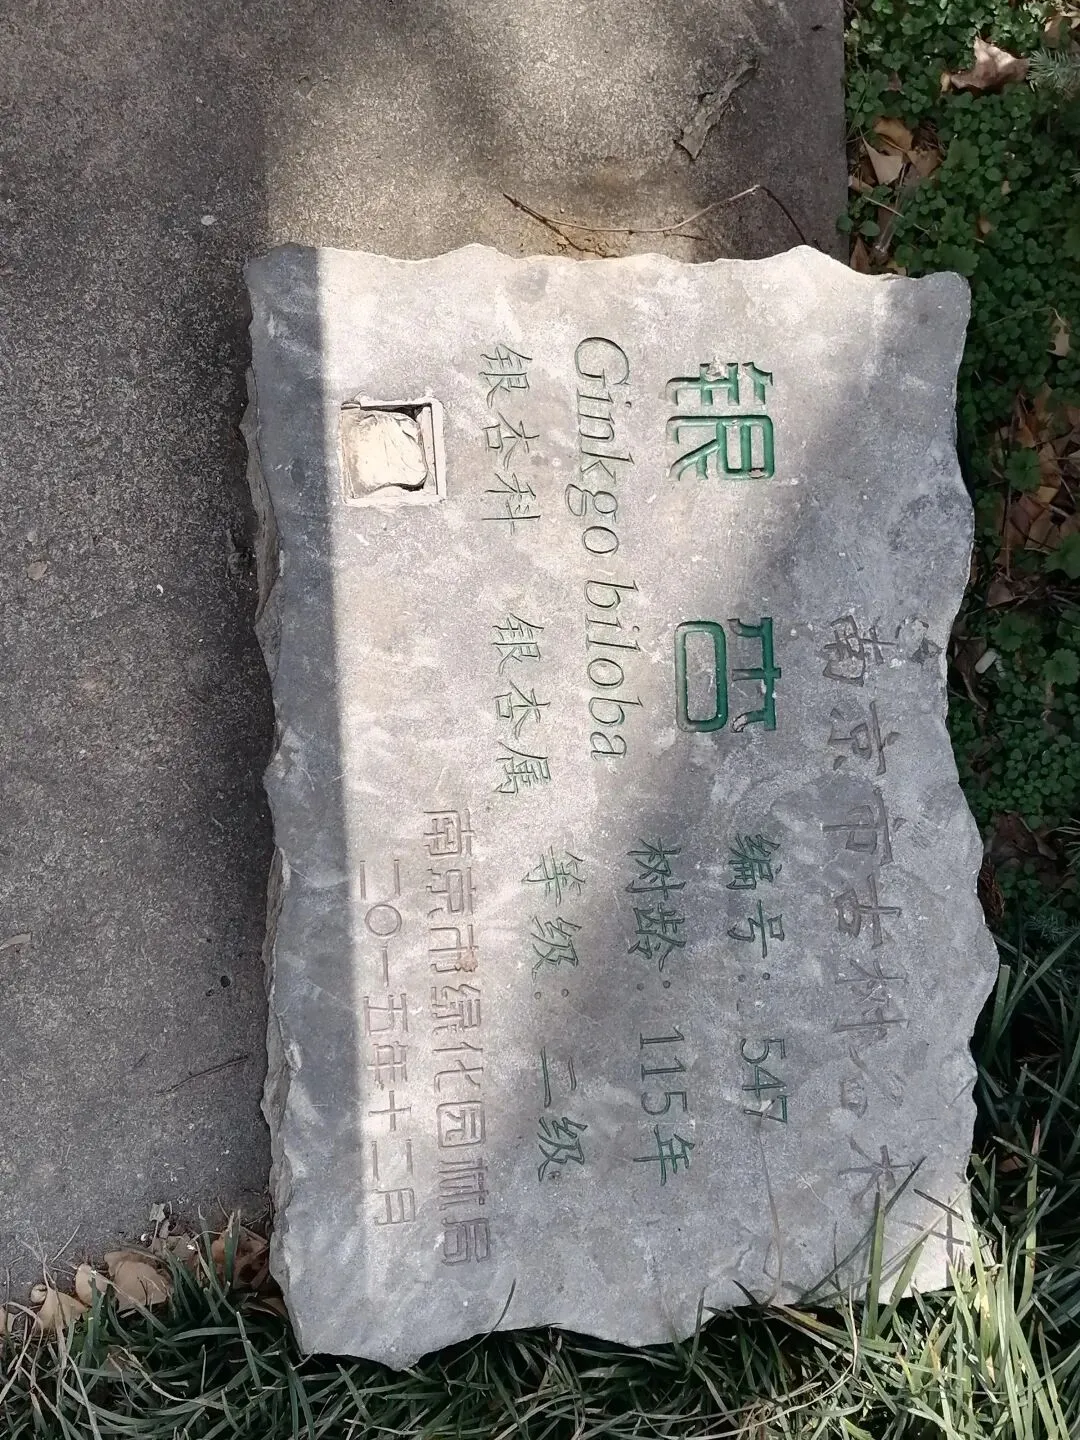 南京市古树名木
银杏
编号：547
Ginkgo biloba
树龄：115年
银杏科 银杏属
等级：二级
南京市绿化园林局
二〇一五年十二月